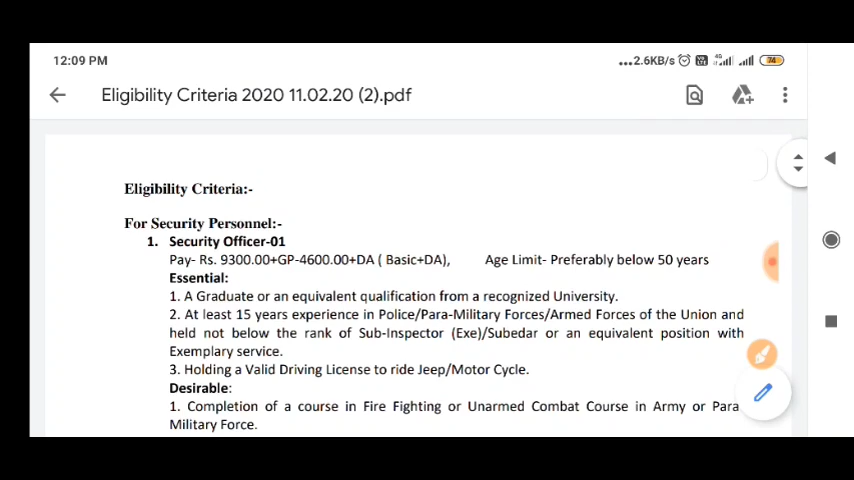 12:09 PM
...2.6KB/s 4G 74
Eligibility Criteria 2020 11.02.20 (2).pdf
Eligibility Criteria:-
For Security Personnel:-
1. Security Officer-01
Pay- Rs. 9300.00+GP-4600.00+DA ( Basic+DA), Age Limit- Preferably below 50 years
Essential:
1. A Graduate or an equivalent qualification from a recognized University.
2. At least 15 years experience in Police/Para-Military Forces/Armed Forces of the Union and
held not below the rank of Sub-Inspector (Exe)/Subedar or an equivalent position with
Exemplary service.
3. Holding a Valid Driving License to ride Jeep/Motor Cycle.
Desirable:
1. Completion of a course in Fire Fighting or Unarmed Combat Course in Army or Para
Military Force.